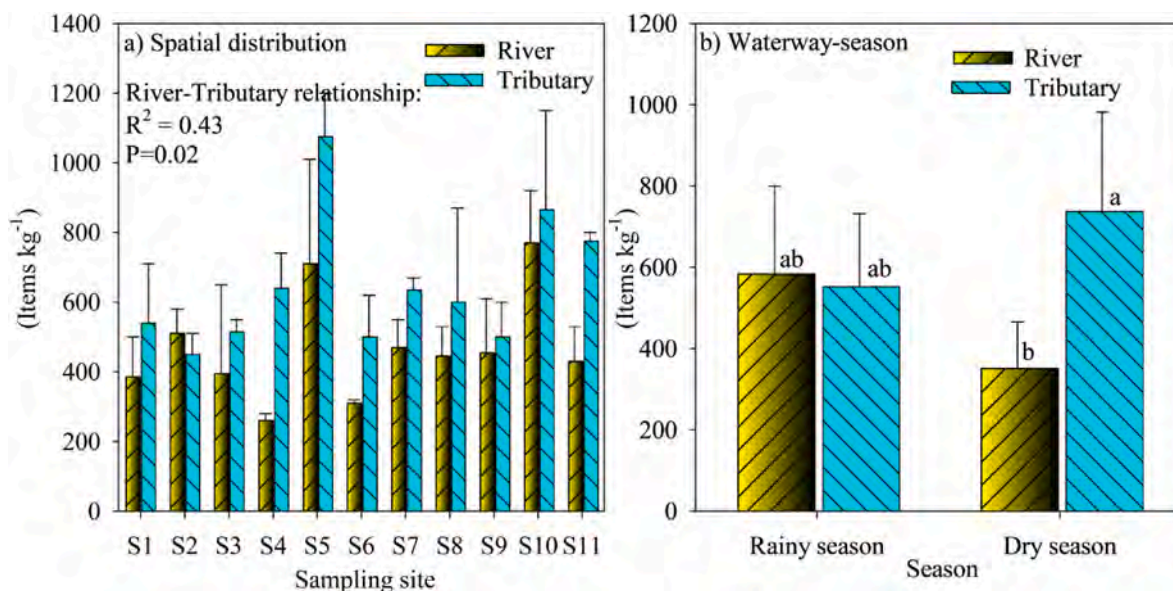 a) Spatial distribution
River
Tributary
River-Tributary relationship:
R² = 0.43
P=0.02
1400
1200
1000
800
600
400
200
0
(Items kg⁻¹)
S1 S2 S3 S4 S5 S6 S7 S8 S9 S10 S11
Sampling site
b) Waterway-season
River
Tributary
1200
1000
800
600
400
200
0
(Items kg⁻¹)
ab
ab
b
a
Rainy season
Dry season
Season